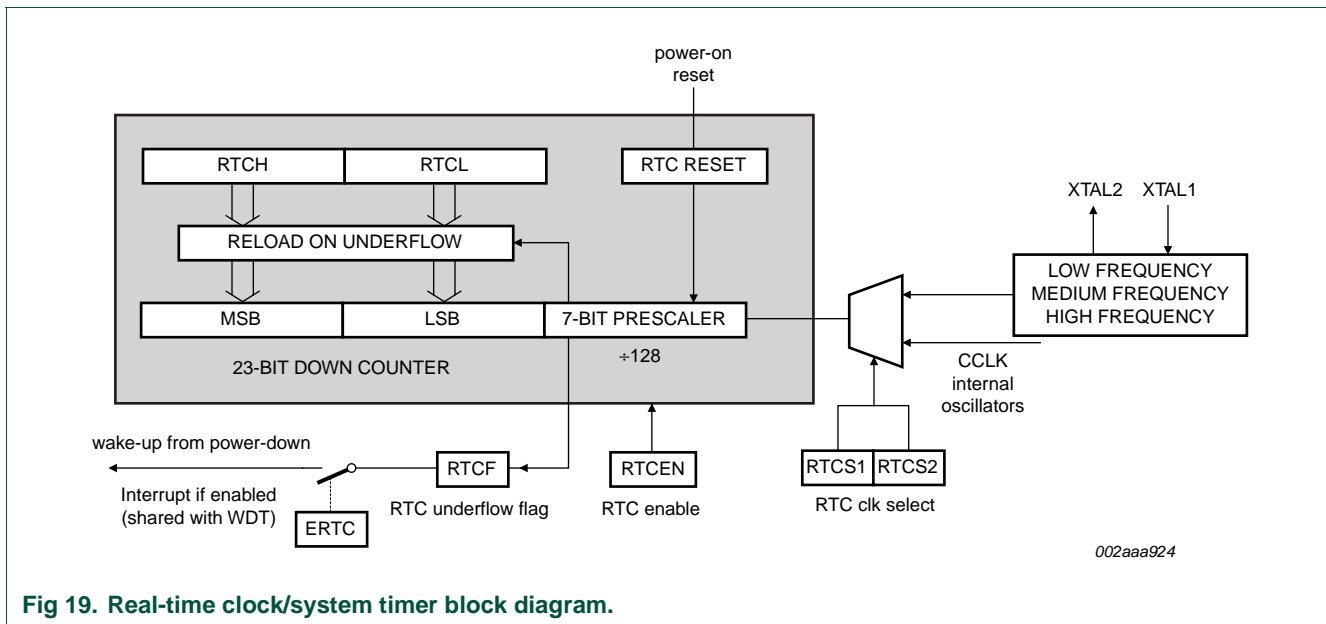 power-on
reset
RTCH
RTCL
RTC RESET
XTAL2
XTAL1
RELOAD ON UNDERFLOW
LOW FREQUENCY
MEDIUM FREQUENCY
HIGH FREQUENCY
MSB
LSB
7-BIT PRESCALER
÷128
23-BIT DOWN COUNTER
CCLK
internal
oscillators
wake-up from power-down
RTCF
RTCEN
RTCS1
RTCS2
Interrupt if enabled
(shared with WDT)
RTC underflow flag
RTC enable
RTC clk select
ERTC
002aaa924
Fig 19. Real-time clock/system timer block diagram.